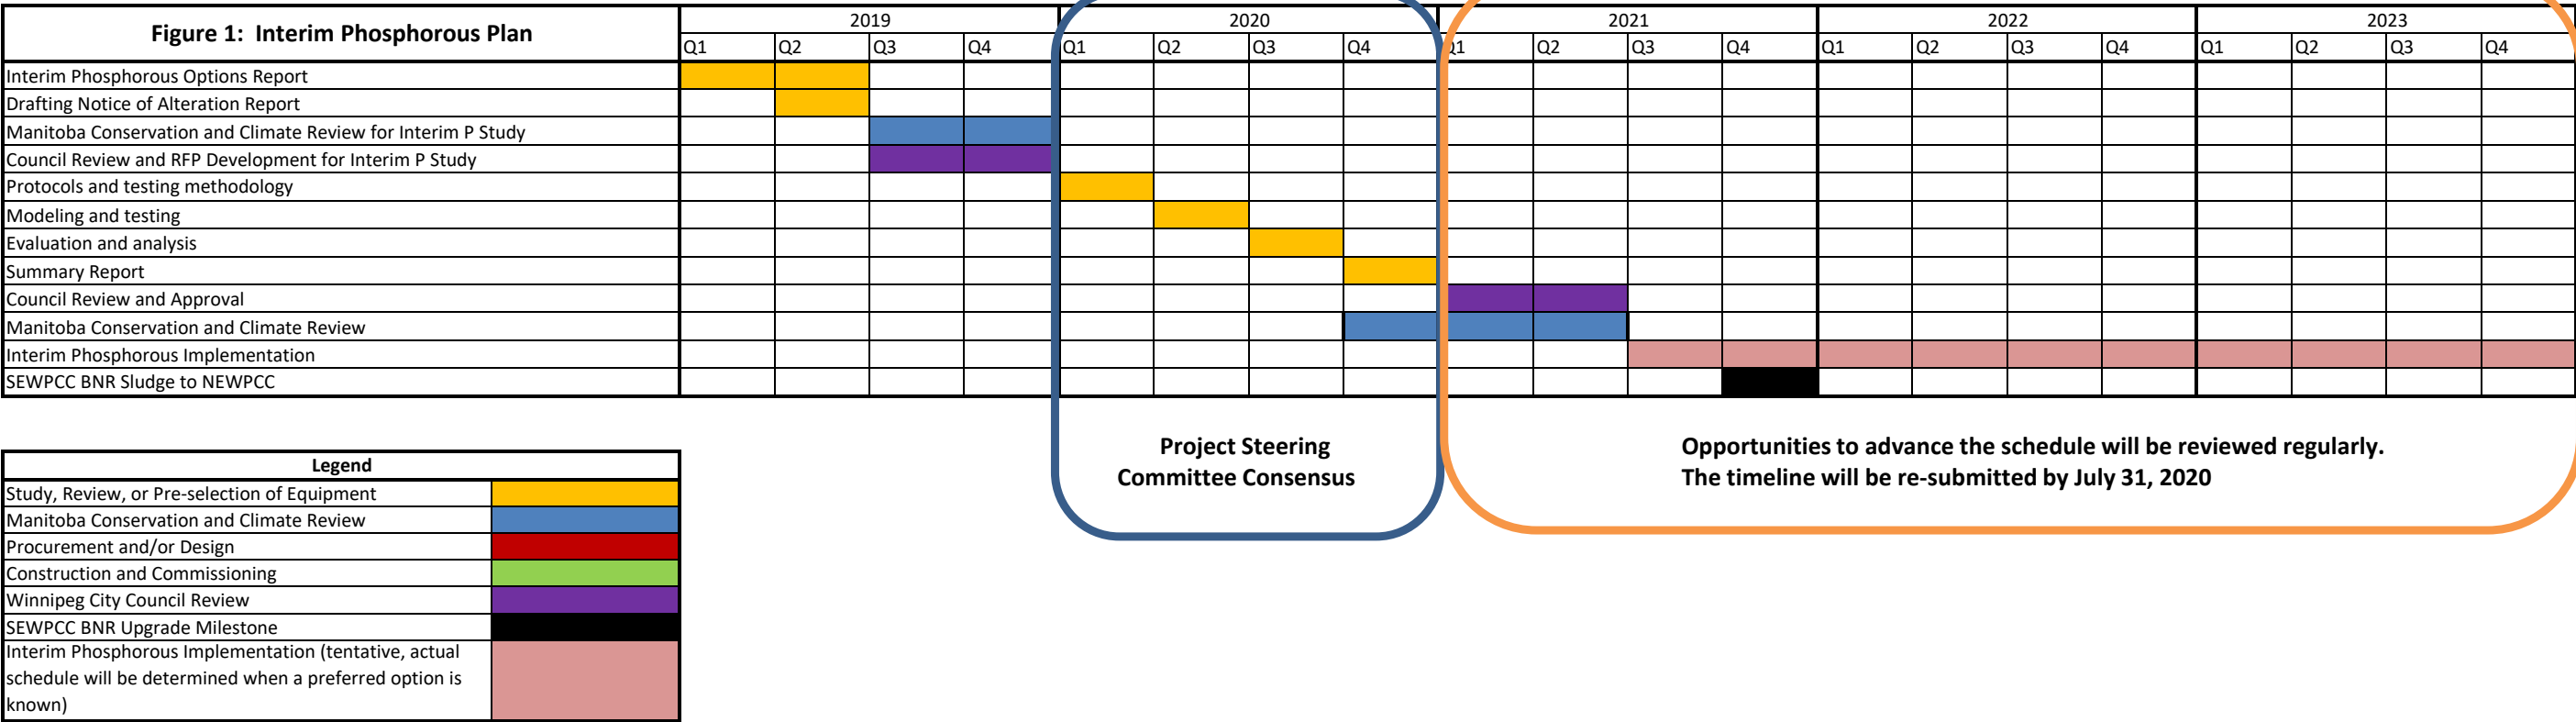 Figure 1: Interim Phosphorous Plan
2019 2020 2021 2022 2023
Q1 Q2 Q3 Q4 Q1 Q2 Q3 Q4 Q1 Q2 Q3 Q4 Q1 Q2 Q3 Q4 Q1 Q2 Q3 Q4
Interim Phosphorous Options Report
Drafting Notice of Alteration Report
Manitoba Conservation and Climate Review for Interim P Study
Council Review and RFP Development for Interim P Study
Protocols and testing methodology
Modeling and testing
Evaluation and analysis
Summary Report
Council Review and Approval
Manitoba Conservation and Climate Review
Interim Phosphorous Implementation
SEWPCC BNR Sludge to NEWPCC
Project Steering
Committee Consensus
Opportunities to advance the schedule will be reviewed regularly.
The timeline will be re-submitted by July 31, 2020
Legend
Study, Review, or Pre-selection of Equipment
Manitoba Conservation and Climate Review
Procurement and/or Design
Construction and Commissioning
Winnipeg City Council Review
SEWPCC BNR Upgrade Milestone
Interim Phosphorous Implementation (tentative, actual
schedule will be determined when a preferred option is
known)